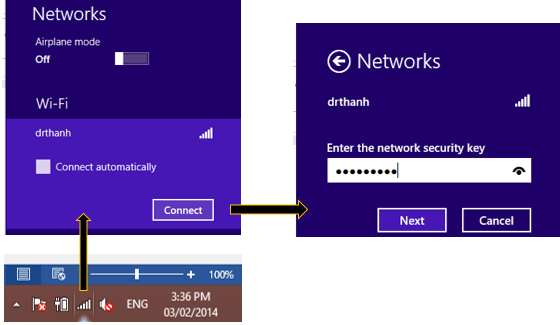 Networks
Airplane mode
Off
Wi-Fi
drthanh
Connect automatically
Connect
100%
ENG
3:36 PM
03/02/2014
Networks
drthanh
Enter the network security key
Next
Cancel